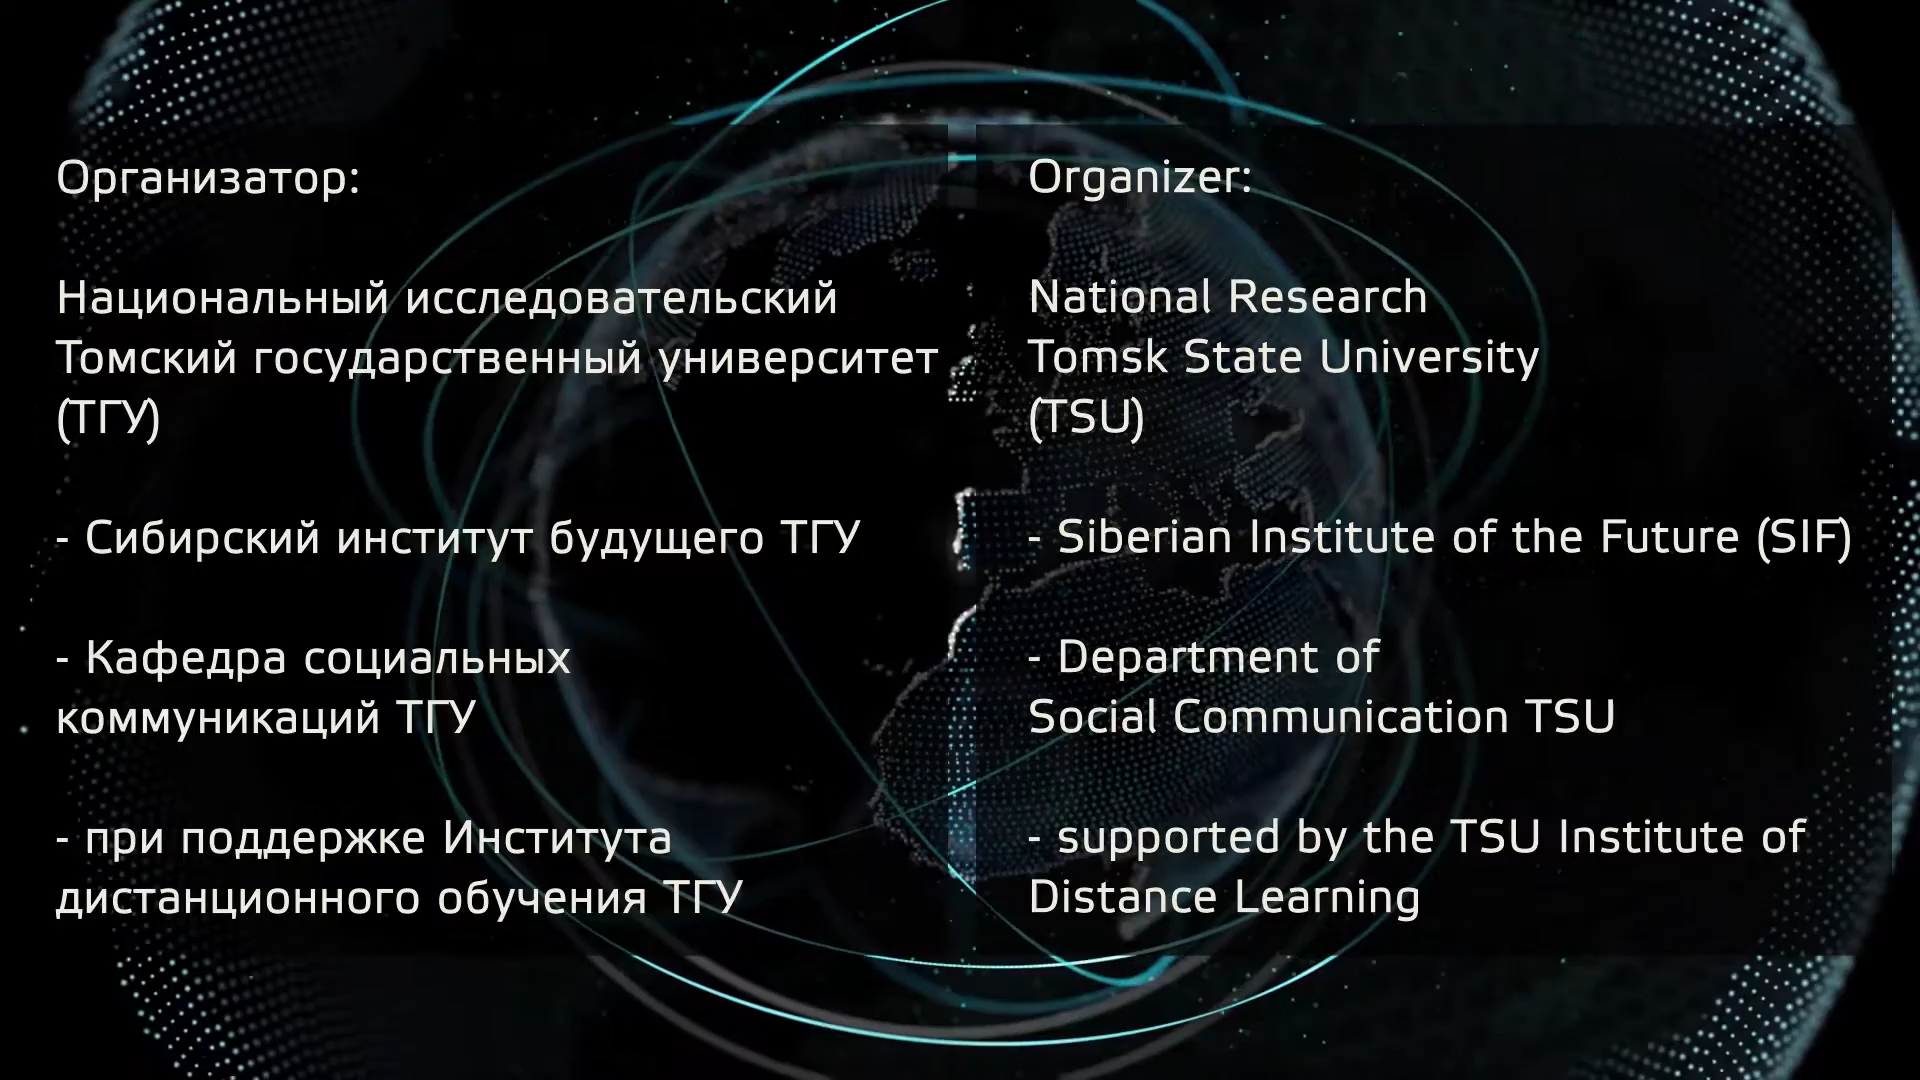 Организатор:
Национальный исследовательский
Томский государственный университет
(ТГУ)
- Сибирский институт будущего ТГУ
- Кафедра социальных
коммуникаций ТГУ
- при поддержке Института
дистанционного обучения ТГУ
Organizer:
National Research
Tomsk State University
(TSU)
- Siberian Institute of the Future (SIF)
- Department of
Social Communication TSU
- supported by the TSU Institute of
Distance Learning